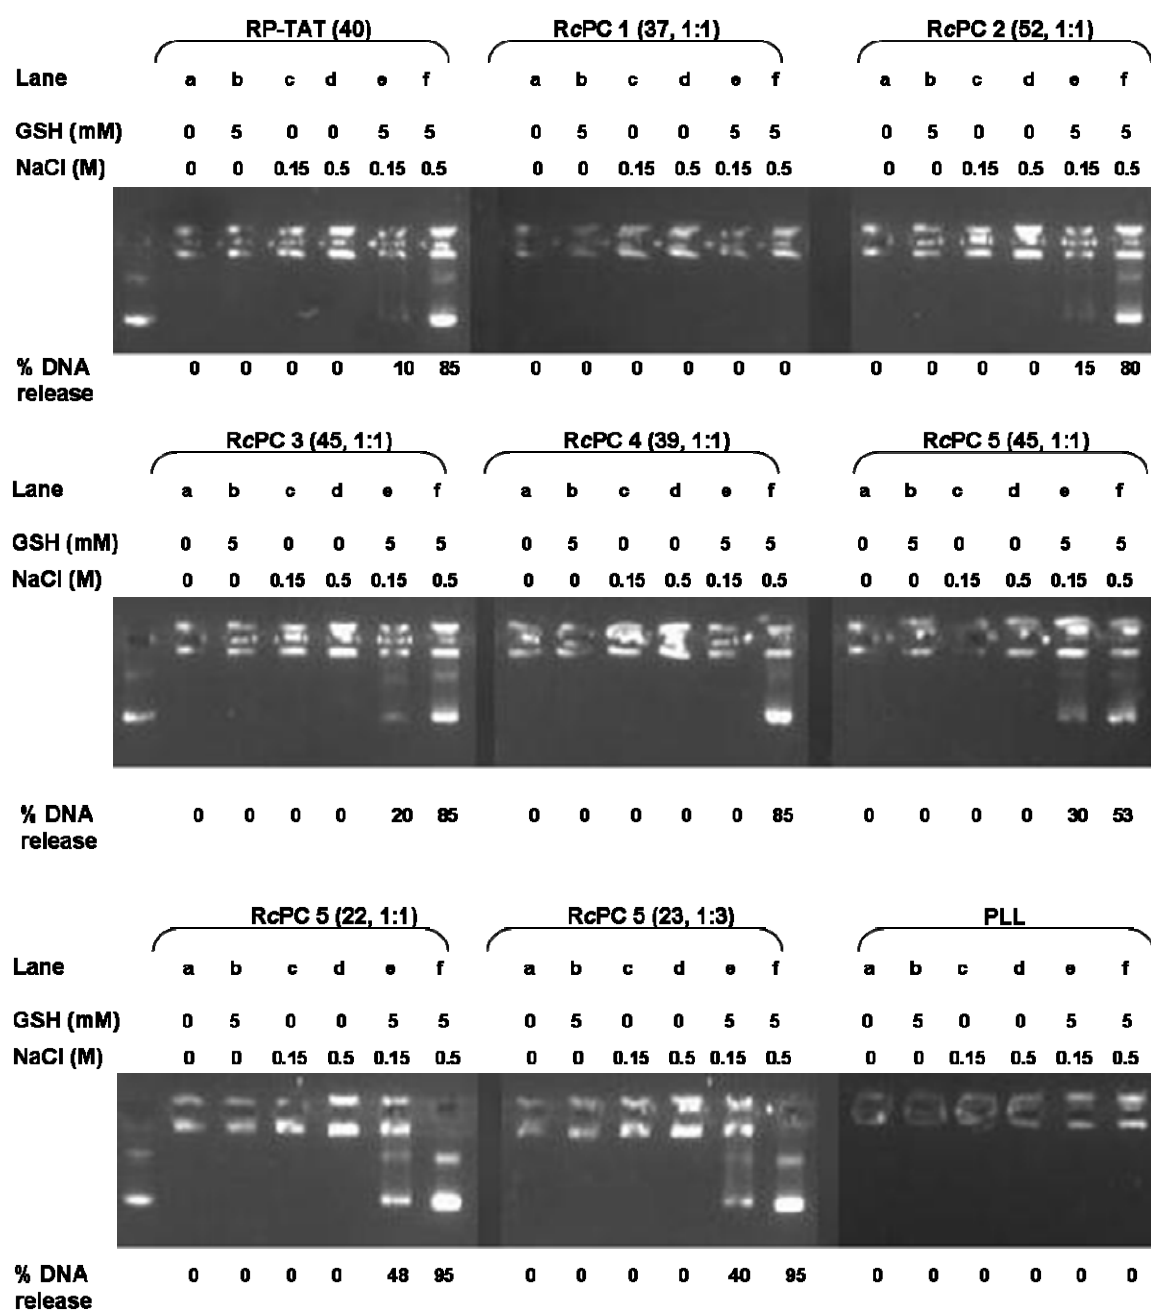 RP-TAT (40) RcPC 1 (37, 1:1) RcPC 2 (52, 1:1)
Lane a b c d e f a b c d e f a b c d e f
GSH (mM) 0 5 0 0 5 5 0 5 0 0 5 5 0 5 0 0 5 5
NaCl (M) 0 0 0.15 0.5 0.15 0.5 0 0 0.15 0.5 0.15 0.5 0 0 0.15 0.5 0.15 0.5
% DNA 0 0 0 0 10 85 0 0 0 0 0 0 0 0 0 0 15 80
release
RcPC 3 (45, 1:1) RcPC 4 (39, 1:1) RcPC 5 (45, 1:1)
Lane a b c d e f a b c d e f a b c d e f
GSH (mM) 0 5 0 0 5 5 0 5 0 0 5 5 0 5 0 0 5 5
NaCl (M) 0 0 0.15 0.5 0.15 0.5 0 0 0.15 0.5 0.15 0.5 0 0 0.15 0.5 0.15 0.5
% DNA 0 0 0 0 20 85 0 0 0 0 0 85 0 0 0 0 30 53
release
RcPC 5 (22, 1:1) RcPC 5 (23, 1:3) PLL
Lane a b c d e f a b c d e f a b c d e f
GSH (mM) 0 5 0 0 5 5 0 5 0 0 5 5 0 5 0 0 5 5
NaCl (M) 0 0 0.15 0.5 0.15 0.5 0 0 0.15 0.5 0.15 0.5 0 0 0.15 0.5 0.15 0.5
% DNA 0 0 0 0 48 95 0 0 0 0 40 95 0 0 0 0 0 0
release